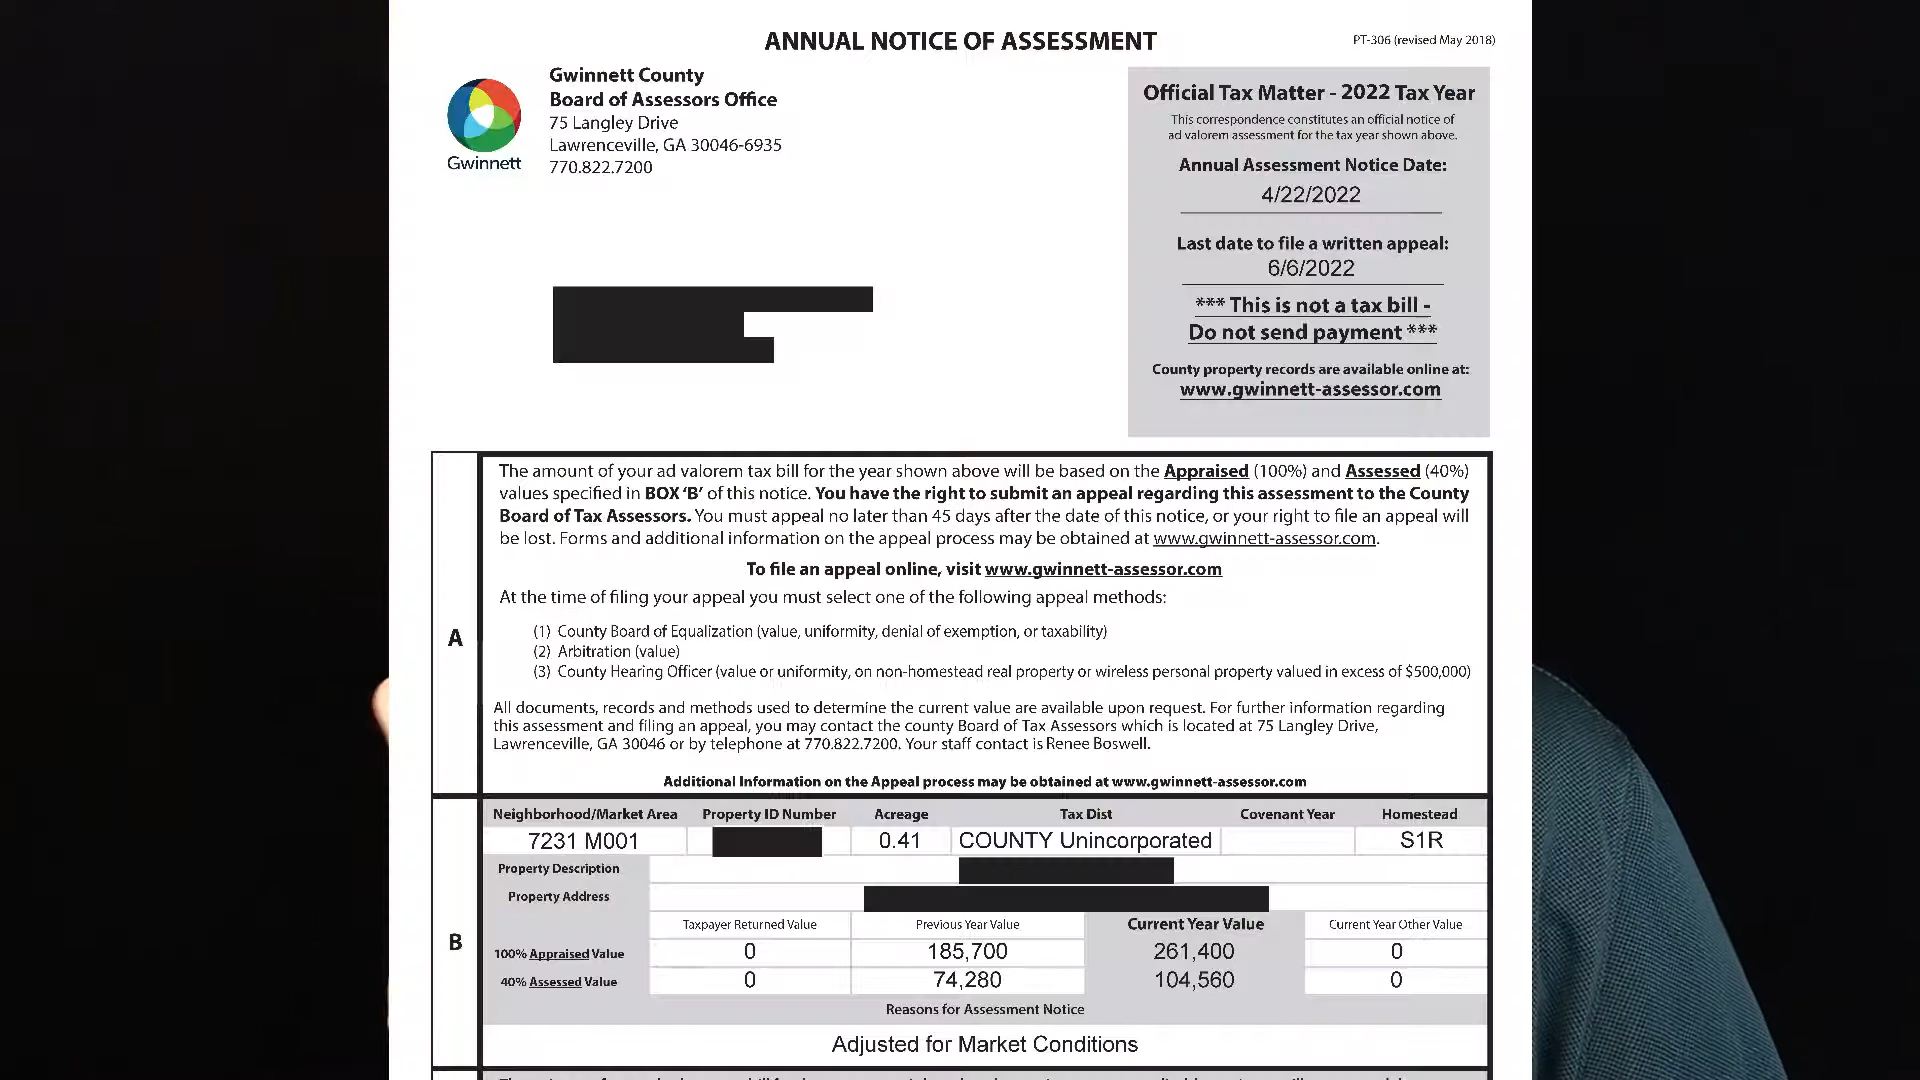 ANNUAL NOTICE OF ASSESSMENT
PT-306 (revised May 2018)
Gwinnett
Gwinnett County
Board of Assessors Office
75 Langley Drive
Lawrenceville, GA 30046-6935
770.822.7200
Official Tax Matter - 2022 Tax Year
This correspondence constitutes an official notice of
ad valorem assessment for the tax year shown above.
Annual Assessment Notice Date:
4/22/2022
Last date to file a written appeal:
6/6/2022
*** This is not a tax bill -
Do not send payment ***
County property records are available online at:
www.gwinnett-assessor.com
A
The amount of your ad valorem tax bill for the year shown above will be based on the Appraised (100%) and Assessed (40%)
values specified in BOX ‘B’ of this notice. You have the right to submit an appeal regarding this assessment to the County
Board of Tax Assessors. You must appeal no later than 45 days after the date of this notice, or your right to file an appeal will
be lost. Forms and additional information on the appeal process may be obtained at www.gwinnett-assessor.com.
To file an appeal online, visit www.gwinnett-assessor.com
At the time of filing your appeal you must select one of the following appeal methods:
(1) County Board of Equalization (value, uniformity, denial of exemption, or taxability)
(2) Arbitration (value)
(3) County Hearing Officer (value or uniformity, on non-homestead real property or wireless personal property valued in excess of $500,000)
All documents, records and methods used to determine the current value are available upon request. For further information regarding
this assessment and filing an appeal, you may contact the county Board of Tax Assessors which is located at 75 Langley Drive,
Lawrenceville, GA 30046 or by telephone at 770.822.7200. Your staff contact is Renee Boswell.
Additional Information on the Appeal process may be obtained at www.gwinnett-assessor.com
B
Neighborhood/Market Area Property ID Number Acreage Tax Dist Covenant Year Homestead
7231 M001 0.41 COUNTY Unincorporated S1R
Property Description
Property Address
Taxpayer Returned Value Previous Year Value Current Year Value Current Year Other Value
100% Appraised Value 0 185,700 261,400 0
40% Assessed Value 0 74,280 104,560 0
Reasons for Assessment Notice
Adjusted for Market Conditions